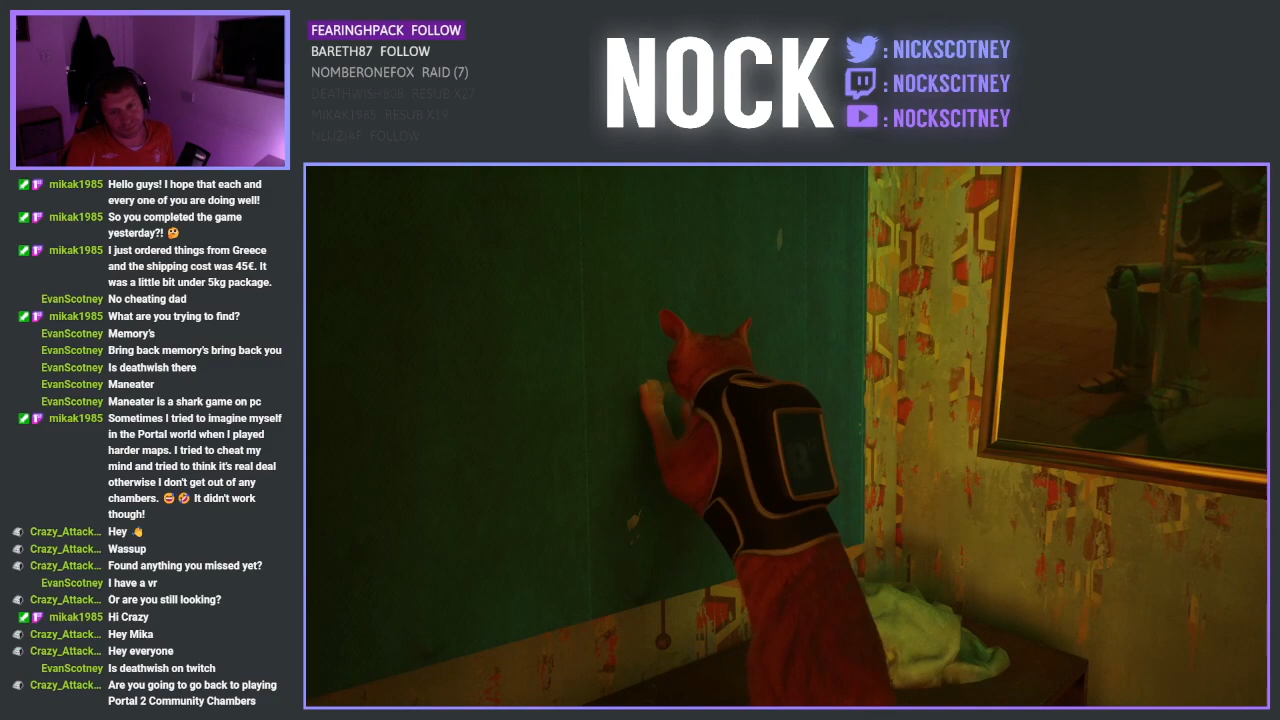 FEARINGHPACK FOLLOW
BARETH87 FOLLOW
NOMBERONEFOX RAID (7)
DEATHWISH808 RESUB X27
MIKAK1985 RESUB X19
NOCK
: NICKSCOTNEY
: NOCKSCITNEY
: NOCKSCITNEY
mikak1985 Hello guys! I hope that each and
every one of you are doing well!
mikak1985 So you completed the game
yesterday?! 🤔
mikak1985 I just ordered things from Greece
and the shipping cost was 45€. It
was a little bit under 5kg package.
EvanScotney No cheating dad
mikak1985 What are you trying to find?
EvanScotney Memory's
EvanScotney Bring back memory's bring back you
EvanScotney Is deathwish there
EvanScotney Maneater
EvanScotney Maneater is a shark game on pc
mikak1985 Sometimes I tried to imagine myself
in the Portal world when I played
harder maps. I tried to cheat my
mind and tried to think it's real deal
otherwise I don't get out of any
chambers. 😅 🤣 It didn't work
though!
Crazy_Attack... Hey 👋
Crazy_Attack... Wassup
Crazy_Attack... Found anything you missed yet?
EvanScotney I have a vr
Crazy_Attack... Or are you still looking?
mikak1985 Hi Crazy
Crazy_Attack... Hey Mika
Crazy_Attack... Hey everyone
EvanScotney Is deathwish on twitch
Crazy_Attack... Are you going to go back to playing
Portal 2 Community Chambers